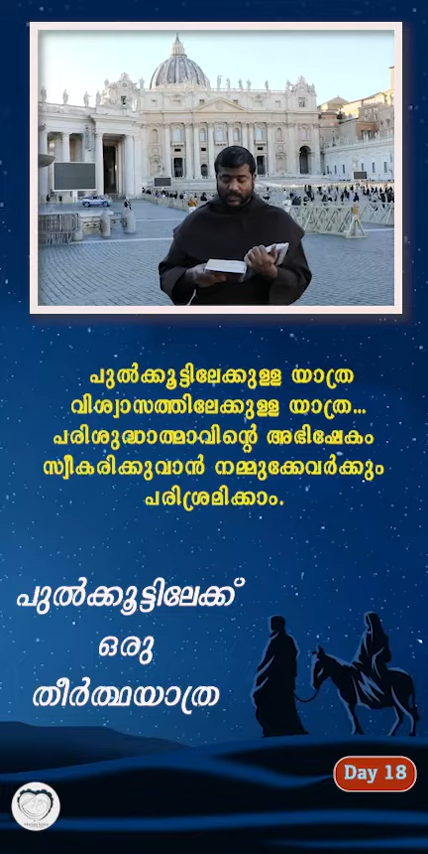 പുൽക്കൂട്ടിലേക്കുള്ള യാത്ര
വിശ്വാസത്തിലേക്കുള്ള യാത്ര...
പരിശുദ്ധാത്മാവിന്റെ അഭിഷേകം
സ്വീകരിക്കുവാൻ നമ്മുക്കേവർക്കും
പരിശ്രമിക്കാം.
പുൽക്കൂട്ടിലേക്ക്
ഒരു
തീർത്ഥയാത്ര
Day 18